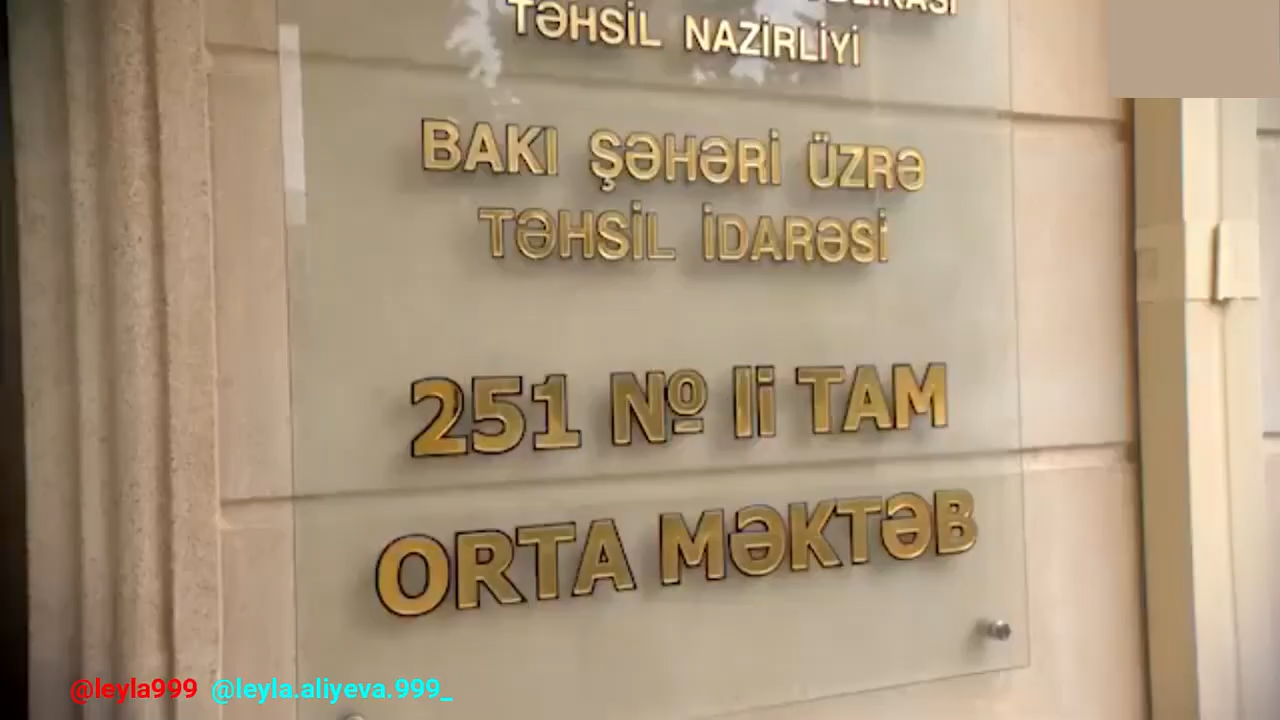 TƏHSİL NAZİRLİYİ
BAKI ŞƏHƏRİ ÜZRƏ
TƏHSİL İDARƏSİ
251 № li TAM
ORTA MƏKTƏB
@leyla999 @leyla.aliyeva.999_